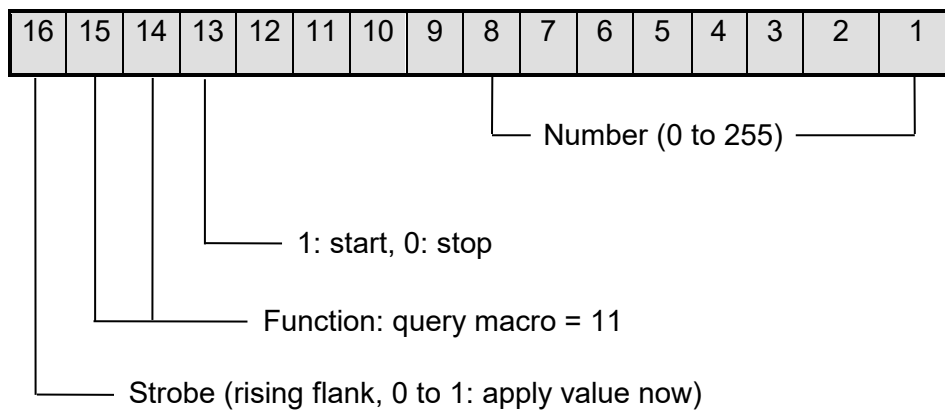 16 15 14 13 12 11 10 9 8 7 6 5 4 3 2 1
Number (0 to 255)
1: start, 0: stop
Function: query macro = 11
Strobe (rising flank, 0 to 1: apply value now)